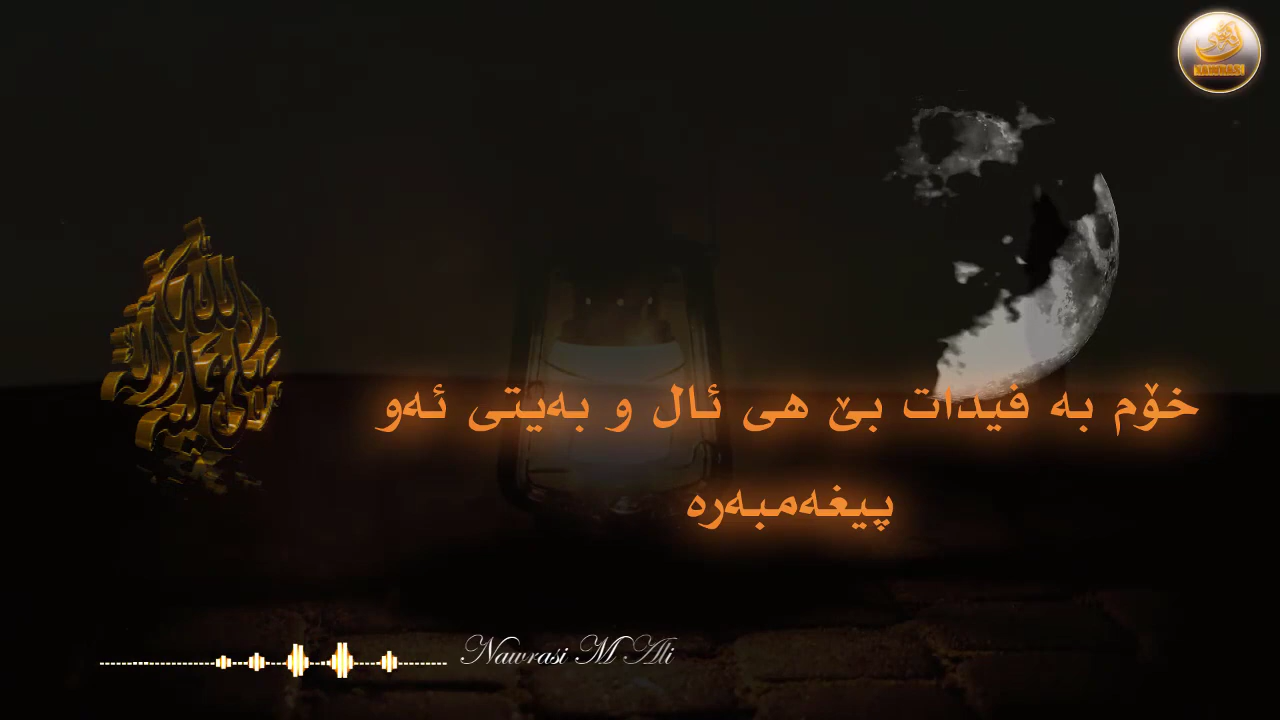 خۆم بە فیدات بێ هی ئال و بەیتی ئەو
پیغەمبەرە
Nawrasi M Ali